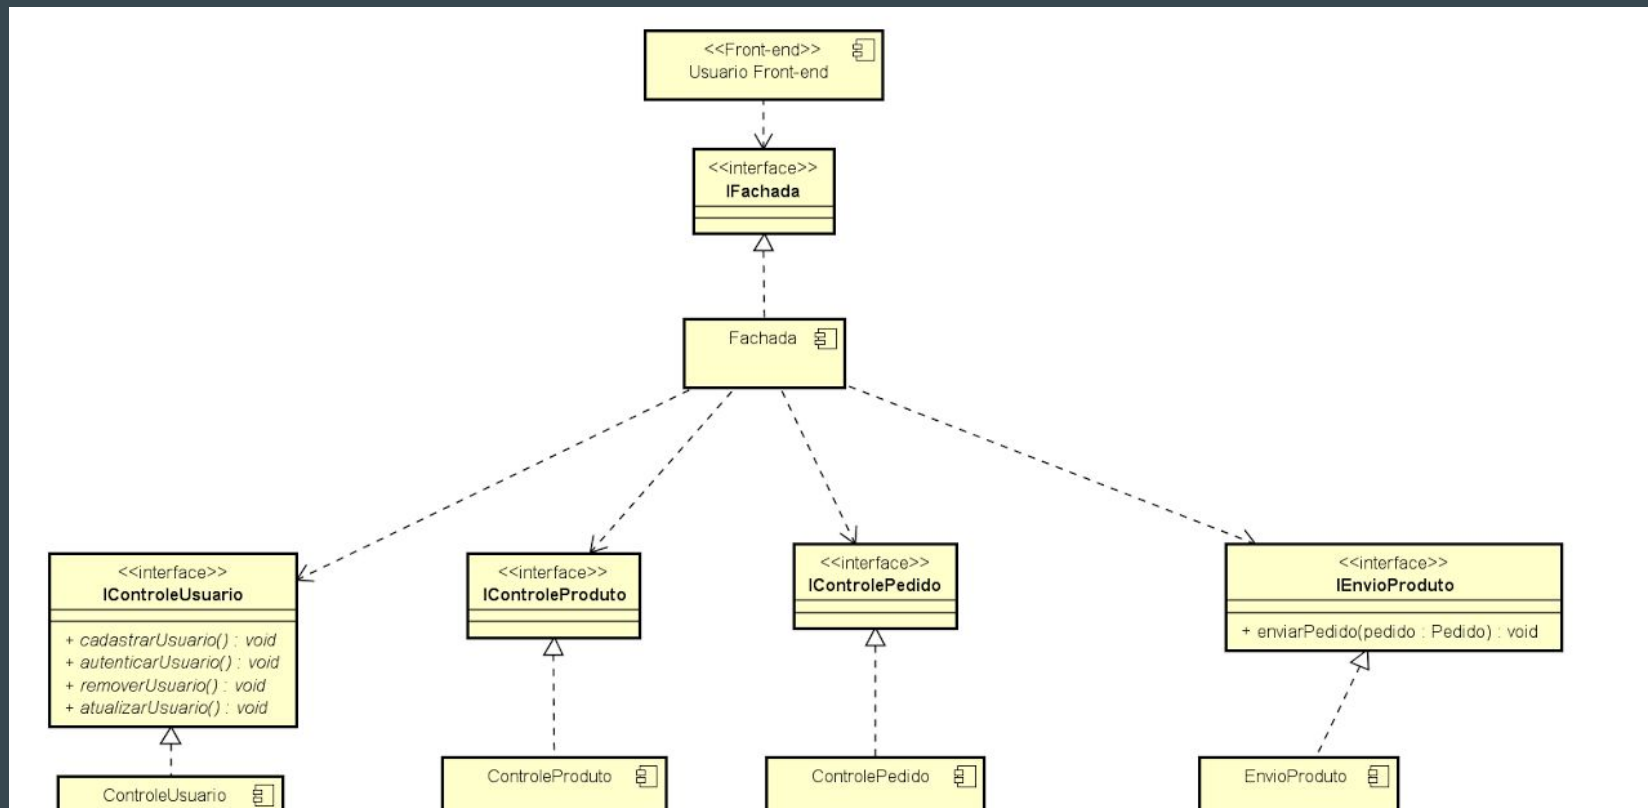 <<Front-end>>
Usuario Front-end
<<interface>>
IFachada
Fachada
<<interface>>
IControleUsuario
+ cadastrarUsuario() : void
+ autenticarUsuario() : void
+ removerUsuario() : void
+ atualizarUsuario() : void
<<interface>>
IControleProduto
<<interface>>
IControlePedido
<<interface>>
IEnvioProduto
+ enviarPedido(pedido : Pedido) : void
ControleUsuario
ControleProduto
ControlePedido
EnvioProduto